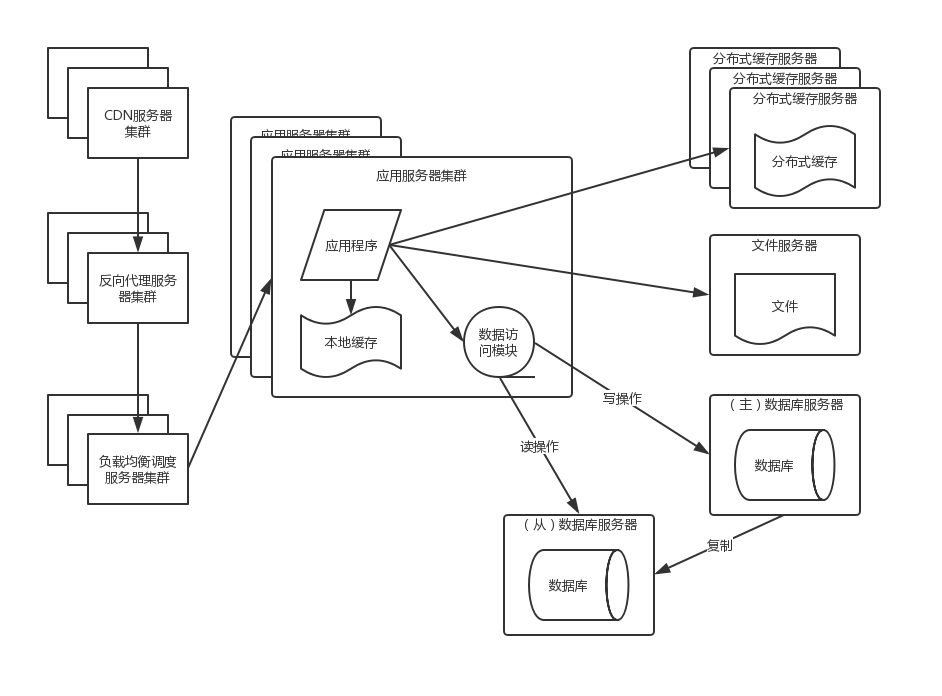 CDN服务器
集群
反向代理服务
器集群
负载均衡调度
服务器集群
应用服务器集群
应用服务器集群
应用服务器集群
应用程序
本地缓存
数据访
问模块
分布式缓存服务器
分布式缓存服务器
分布式缓存服务器
分布式缓存
文件服务器
文件
写操作
读操作
（主）数据库服务器
数据库
复制
（从）数据库服务器
数据库